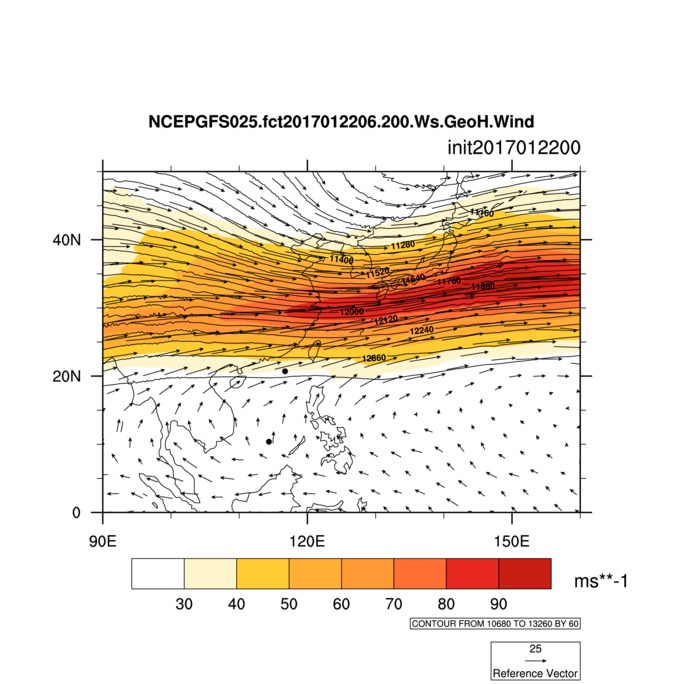 NCEPGFS025.fct2017012206.200.Ws.GeoH.Wind
init2017012200
11160
11280
11400
11520
11640
11760
11880
12000
12120
12240
12360
40N
20N
0
90E 120E 150E
30 40 50 60 70 80 90
ms**-1
CONTOUR FROM 10680 TO 13260 BY 60
25
Reference Vector